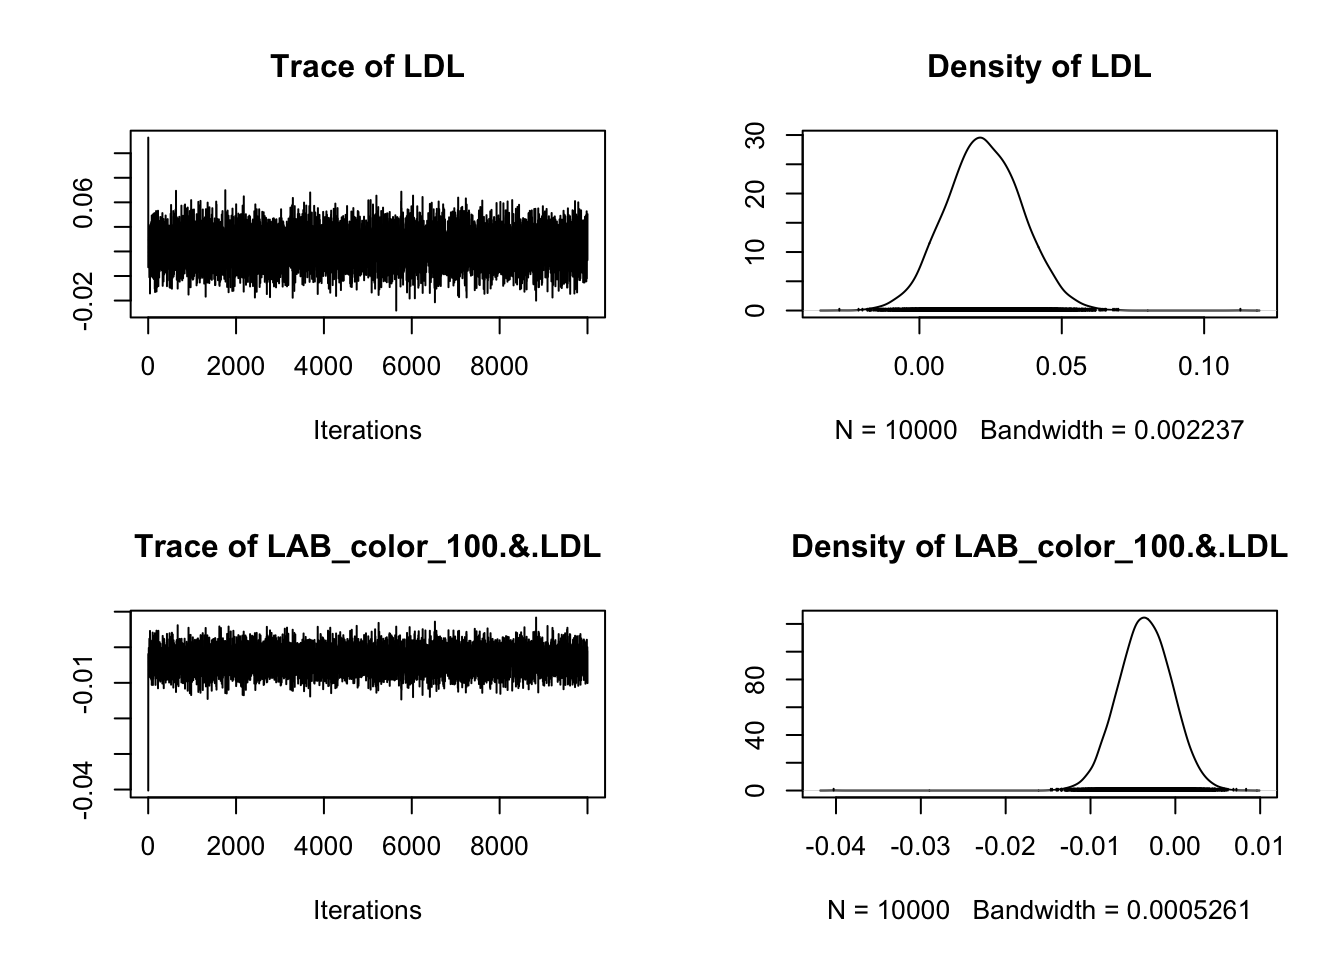 Trace of LDL
0.06
-0.02
0 2000 4000 6000 8000
Iterations
Density of LDL
30
20
10
0
0.00 0.05 0.10
N = 10000 Bandwidth = 0.002237
Trace of LAB_color_100.&.LDL
-0.01
-0.04
0 2000 4000 6000 8000
Iterations
Density of LAB_color_100.&.LDL
80
40
0
-0.04 -0.03 -0.02 -0.01 0.00 0.01
N = 10000 Bandwidth = 0.0005261